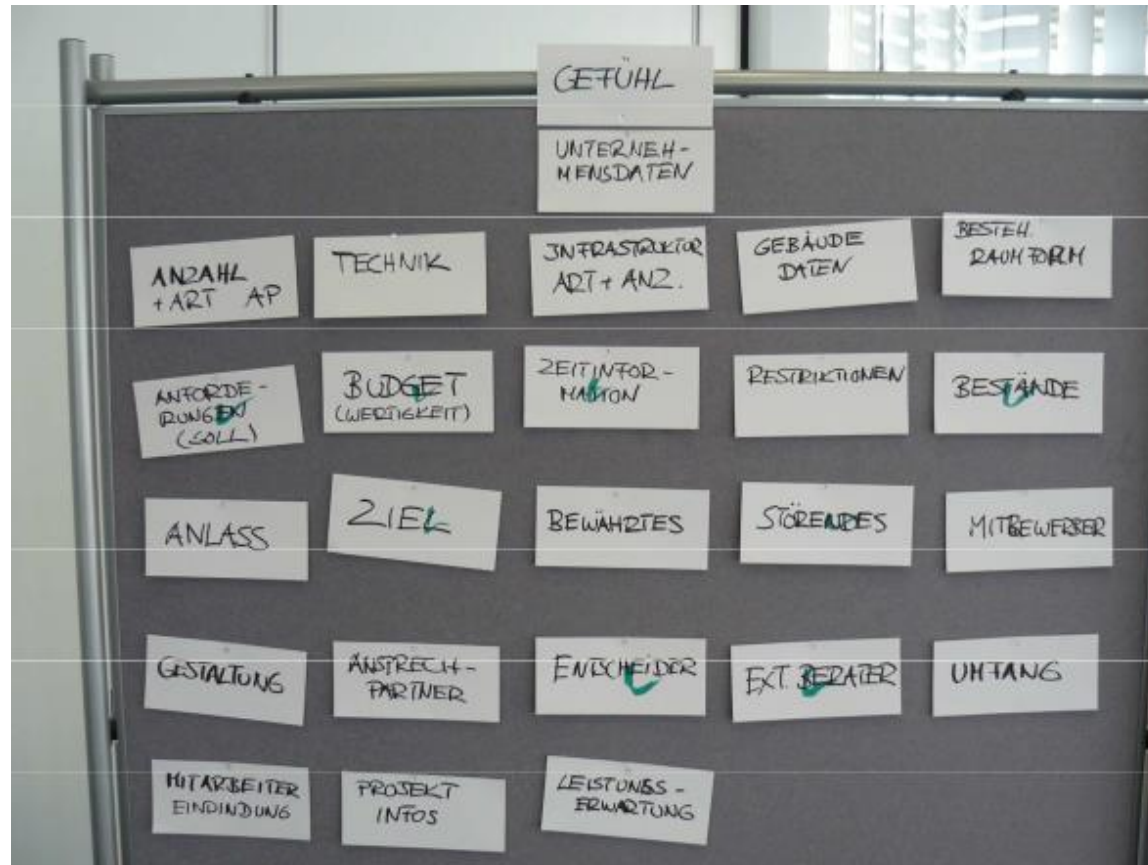 GEFÜHL
UNTERNEH-
MENSDATEN
ANZAHL
+ ART AP
TECHNIK
INFRASTRUKTUR
ART + ANZ.
GEBÄUDE
DATEN
BESTEH.
RAUMFORM
ANFORDE-
RUNGEN
(SOLL)
BUDGET
(WERTIGKEIT)
ZEITINFOR-
MATION
RESTRIKTIONEN
BESTÄNDE
ANLASS
ZIEL
BEWÄHRTES
STÖRENDES
MITBEWERBER
GESTALTUNG
ANSPRECH-
PARTNER
ENTSCHEIDER
EXT. BERATER
UMFANG
MITARBEITER
EINDINDUNG
PROJEKT
INFOS
LEISTUNGS-
ERWARTUNG